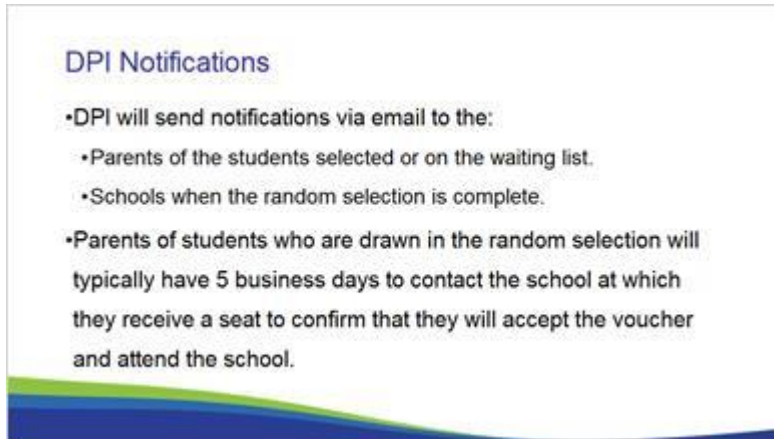 DPI Notifications
•DPI will send notifications via email to the:
•Parents of the students selected or on the waiting list.
•Schools when the random selection is complete.
•Parents of students who are drawn in the random selection will
typically have 5 business days to contact the school at which
they receive a seat to confirm that they will accept the voucher
and attend the school.